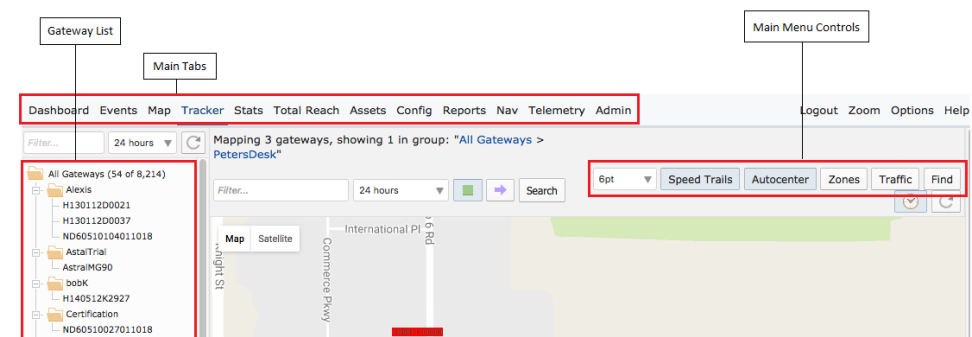 Gateway List
Main Menu Controls
Main Tabs
Dashboard Events Map Tracker Stats Total Reach Assets Config Reports Nav Telemetry Admin
Logout Zoom Options Help
Filter... 24 hours
Mapping 3 gateways, showing 1 in group: "All Gateways >
PetersDesk"
All Gateways (54 of 8,214)
Alexis
H130112D0021
H130112D0037
ND60510104011018
AstalTrial
AstralMG90
bobK
H140512K2927
Certification
ND60510027011018
Filter... 24 hours Search
6pt Speed Trails Autocenter Zones Traffic Find
Map Satellite
International Pl
6 Rd
Knight St
Commerce Pkwy